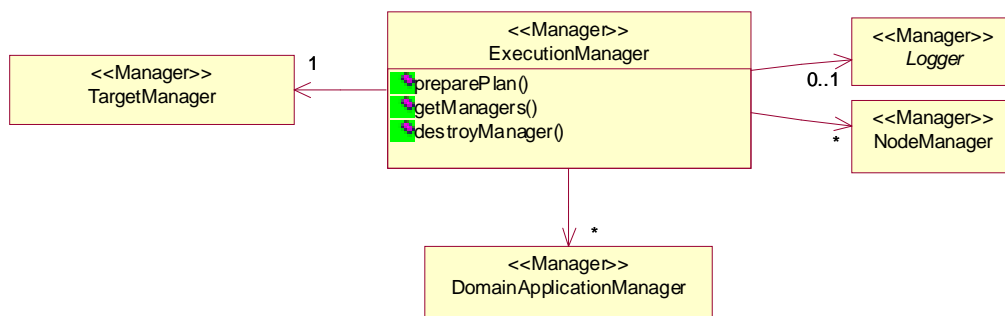 <<Manager>>
ExecutionManager
preparePlan()
getManagers()
destroyManager()
<<Manager>>
TargetManager
1
<<Manager>>
Logger
0..1
<<Manager>>
NodeManager
*
*
<<Manager>>
DomainApplicationManager